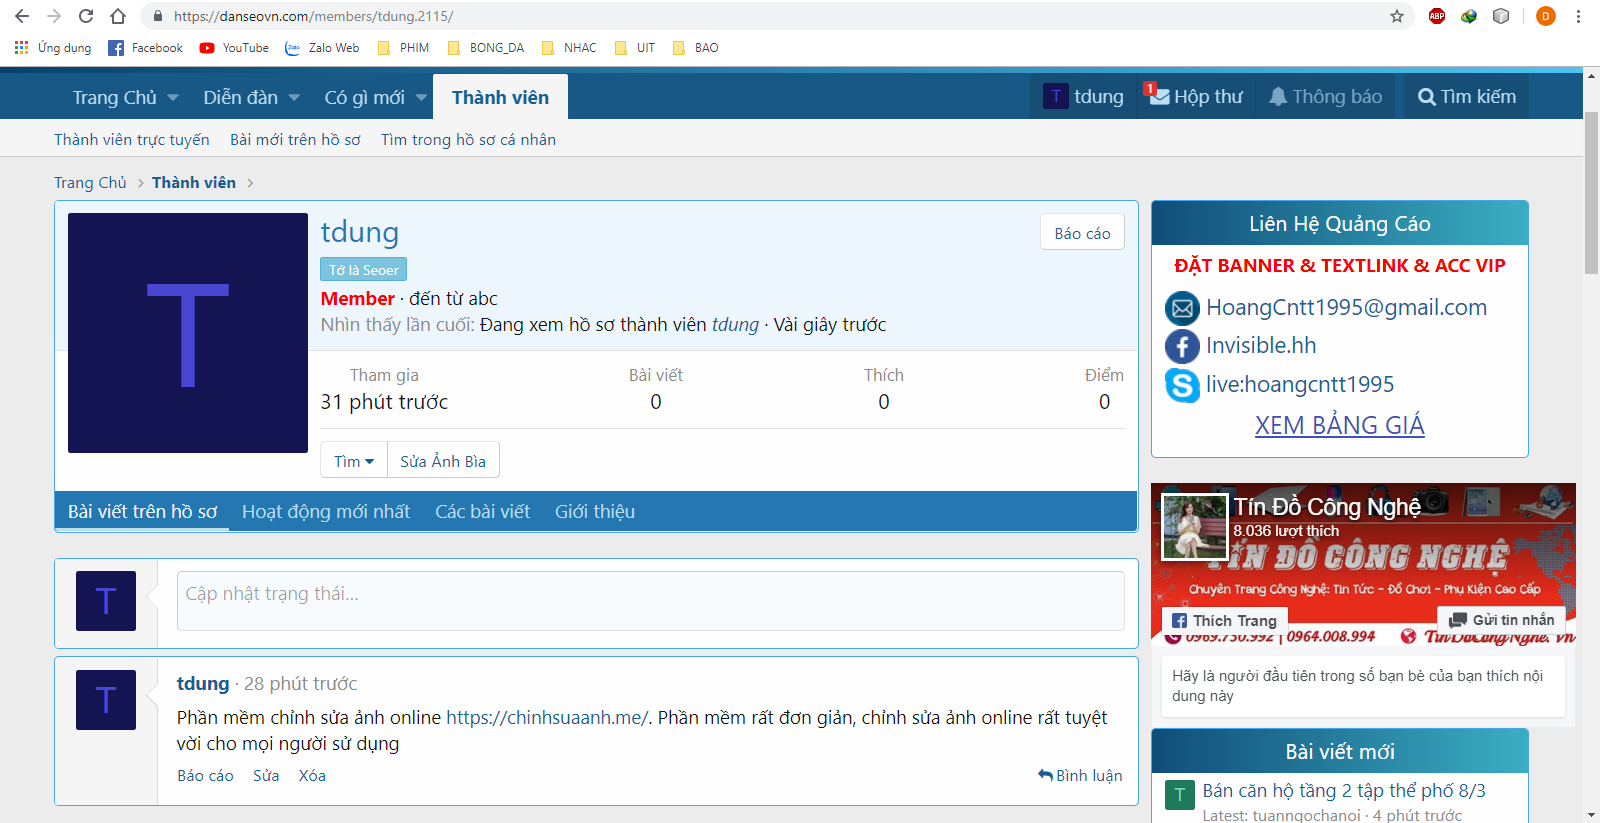 https://danseovn.com/members/tdung.2115/
ABP
D
Ứng dụng
Facebook
YouTube
Zalo Web
PHIM
BONG_DA
NHAC
UIT
BAO
Trang Chủ
Diễn đàn
Có gì mới
Thành viên
T
tdung
1
Hộp thư
Thông báo
Tìm kiếm
Thành viên trực tuyến
Bài mới trên hồ sơ
Tìm trong hồ sơ cá nhân
Trang Chủ
Thành viên
T
tdung
Báo cáo
Tớ là Seoer
Member · đến từ abc
Nhìn thấy lần cuối: Đang xem hồ sơ thành viên tdung · Vài giây trước
Tham gia
31 phút trước
Bài viết
0
Thích
0
Điểm
0
Tìm
Sửa Ảnh Bìa
Bài viết trên hồ sơ
Hoạt động mới nhất
Các bài viết
Giới thiệu
T
Cập nhật trạng thái...
T
tdung · 28 phút trước
Phần mềm chỉnh sửa ảnh online https://chinhsuaanh.me/. Phần mềm rất đơn giản, chỉnh sửa ảnh online rất tuyệt
vời cho mọi người sử dụng
Báo cáo
Sửa
Xóa
Bình luận
Liên Hệ Quảng Cáo
ĐẶT BANNER & TEXTLINK & ACC VIP
HoangCntt1995@gmail.com
Invisible.hh
live:hoangcntt1995
XEM BẢNG GIÁ
Tín Đồ Công Nghệ
8.036 lượt thích
TÍN ĐỒ CÔNG NGHỆ
Chuyên Trang Công Nghệ: Tin Tức - Đồ Chơi - Phụ Kiện Cao Cấp
Thích Trang
Gửi tin nhắn
0969.730.992 | 0964.008.994
TinDoCongNghe.vn
Hãy là người đầu tiên trong số bạn bè của bạn thích nội
dung này
Bài viết mới
T
Bán căn hộ tầng 2 tập thể phố 8/3
Latest: tuanngochanoi · 4 phút trước